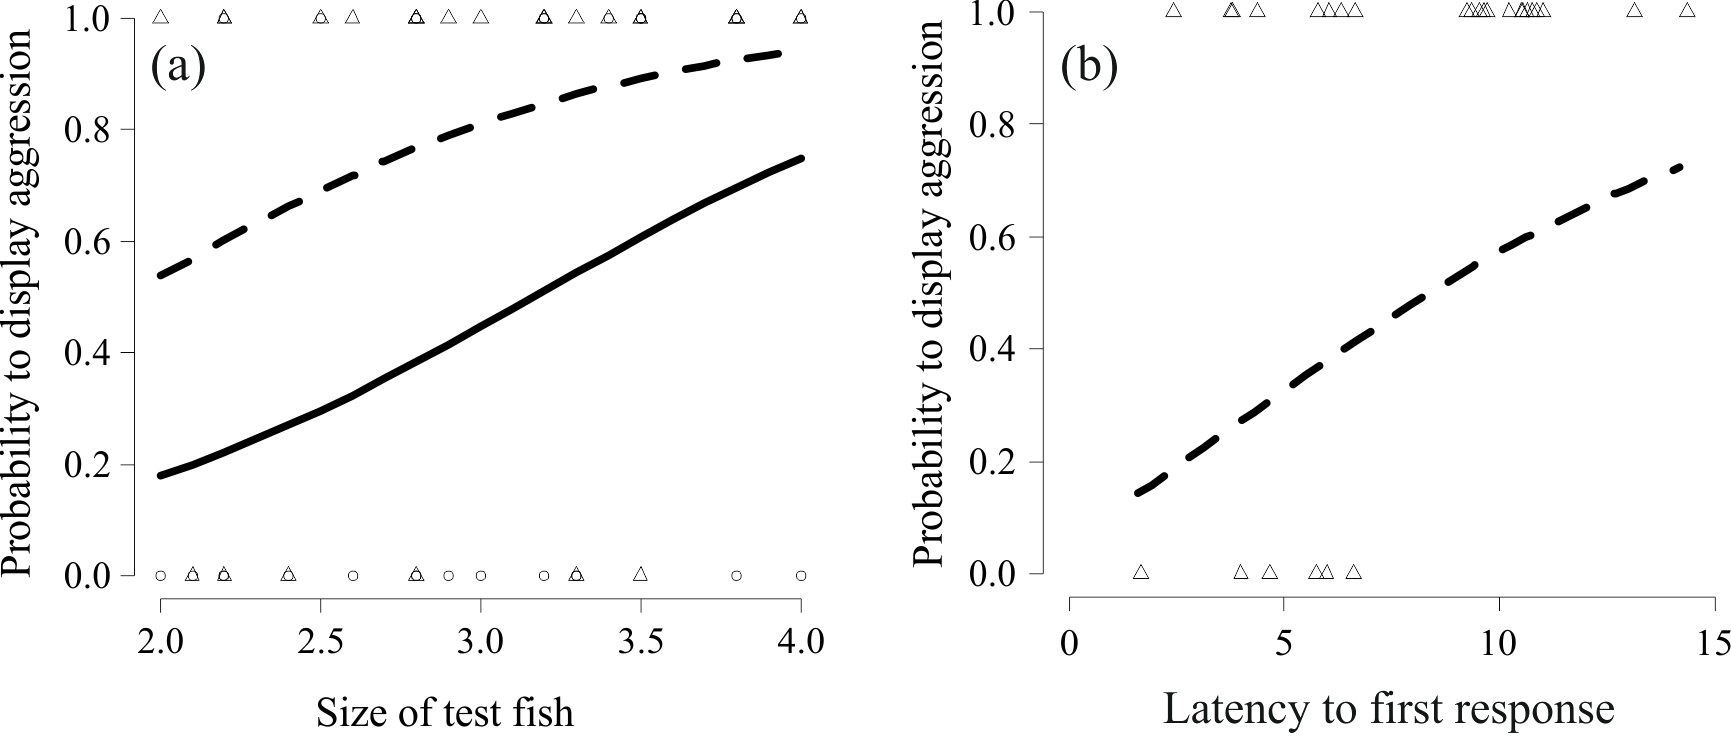 (a)
Probability to display aggression
1.0
0.8
0.6
0.4
0.2
0.0
2.0 2.5 3.0 3.5 4.0
Size of test fish
(b)
Probability to display aggression
1.0
0.8
0.6
0.4
0.2
0.0
0 5 10 15
Latency to first response